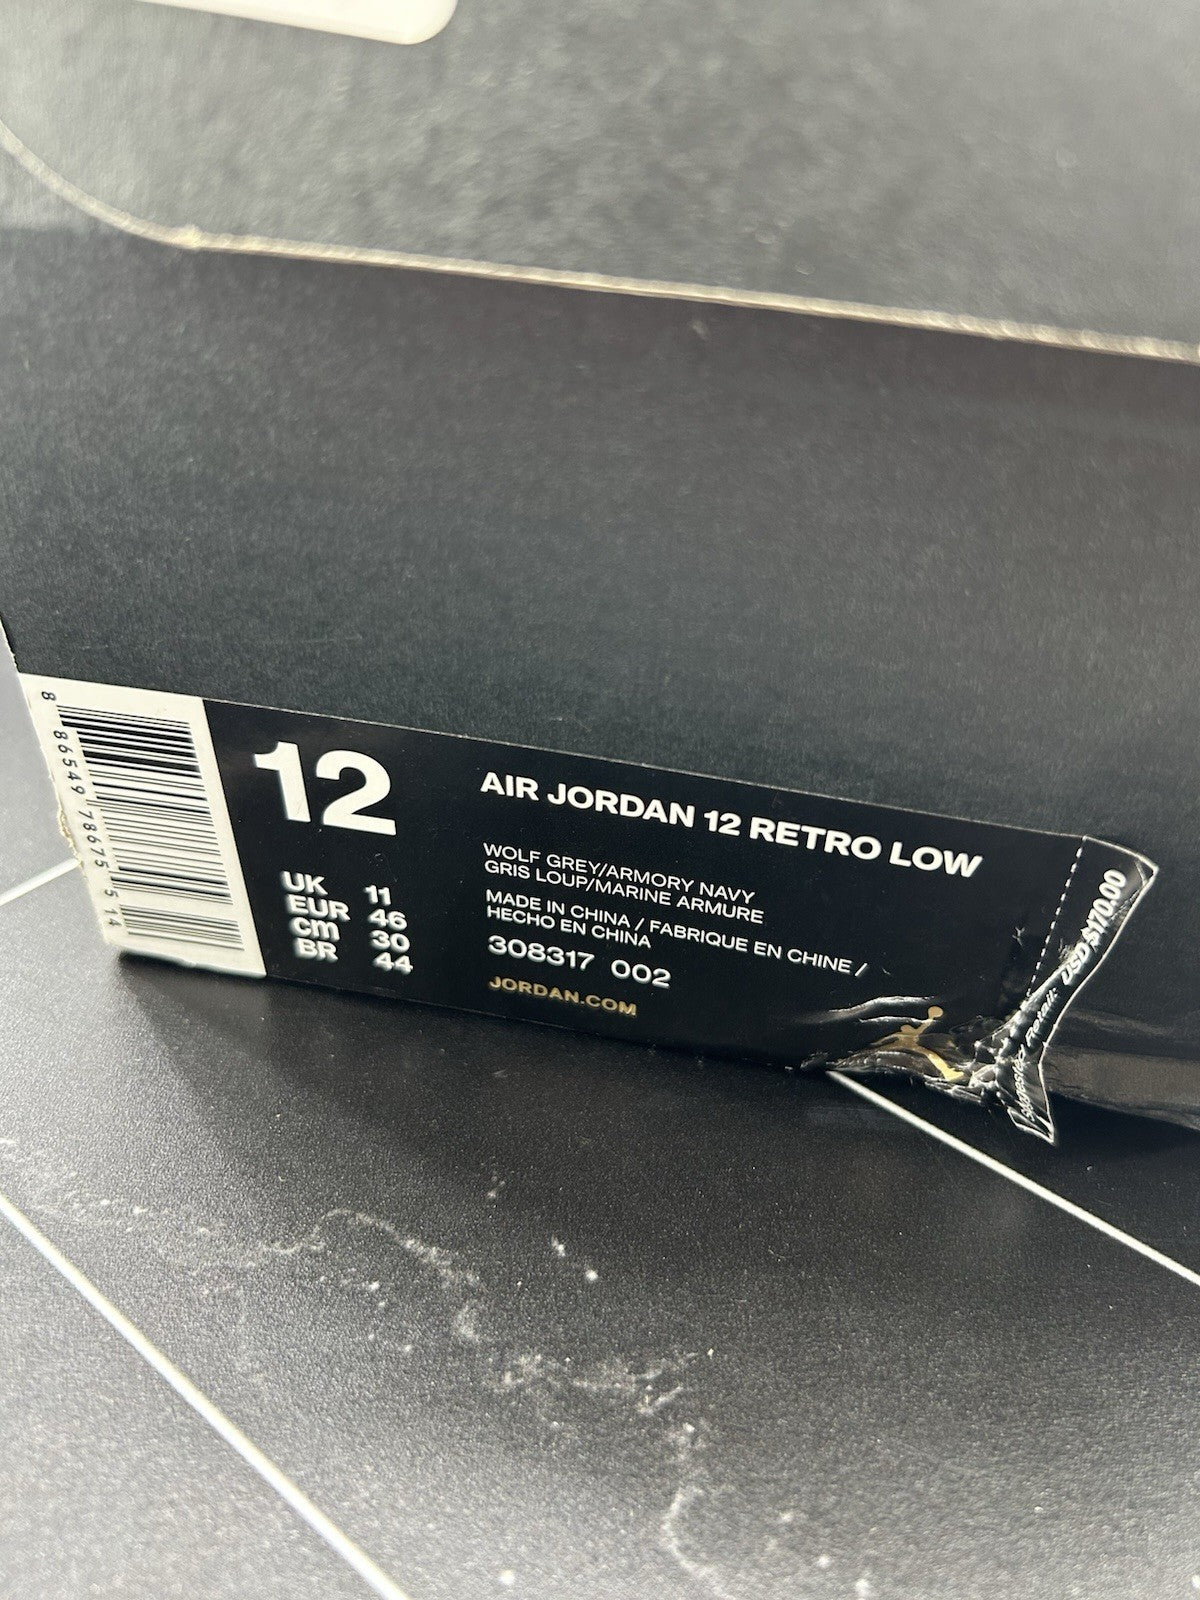 8 86549 78675 5 14
12
UK 11
EUR 46
cm 30
BR 44
AIR JORDAN 12 RETRO LOW
WOLF GREY/ARMORY NAVY
GRIS LOUP/MARINE ARMURE
MADE IN CHINA / FABRIQUE EN CHINE /
HECHO EN CHINA
308317 002
JORDAN.COM
Suggested Retail: USD $170.00